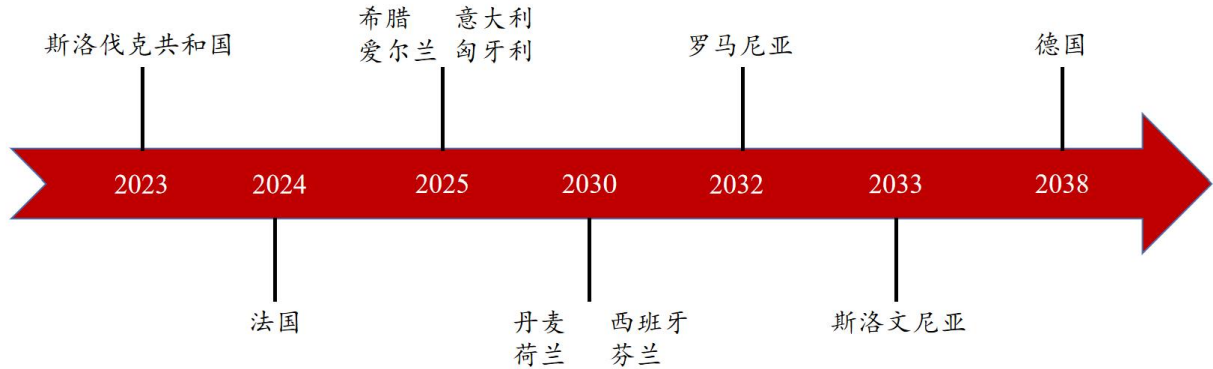 希腊 意大利
斯洛伐克共和国 爱尔兰 匈牙利 罗马尼亚 德国
2023 2024 2025 2030 2032 2033 2038
法国 丹麦 西班牙 斯洛文尼亚
荷兰 芬兰